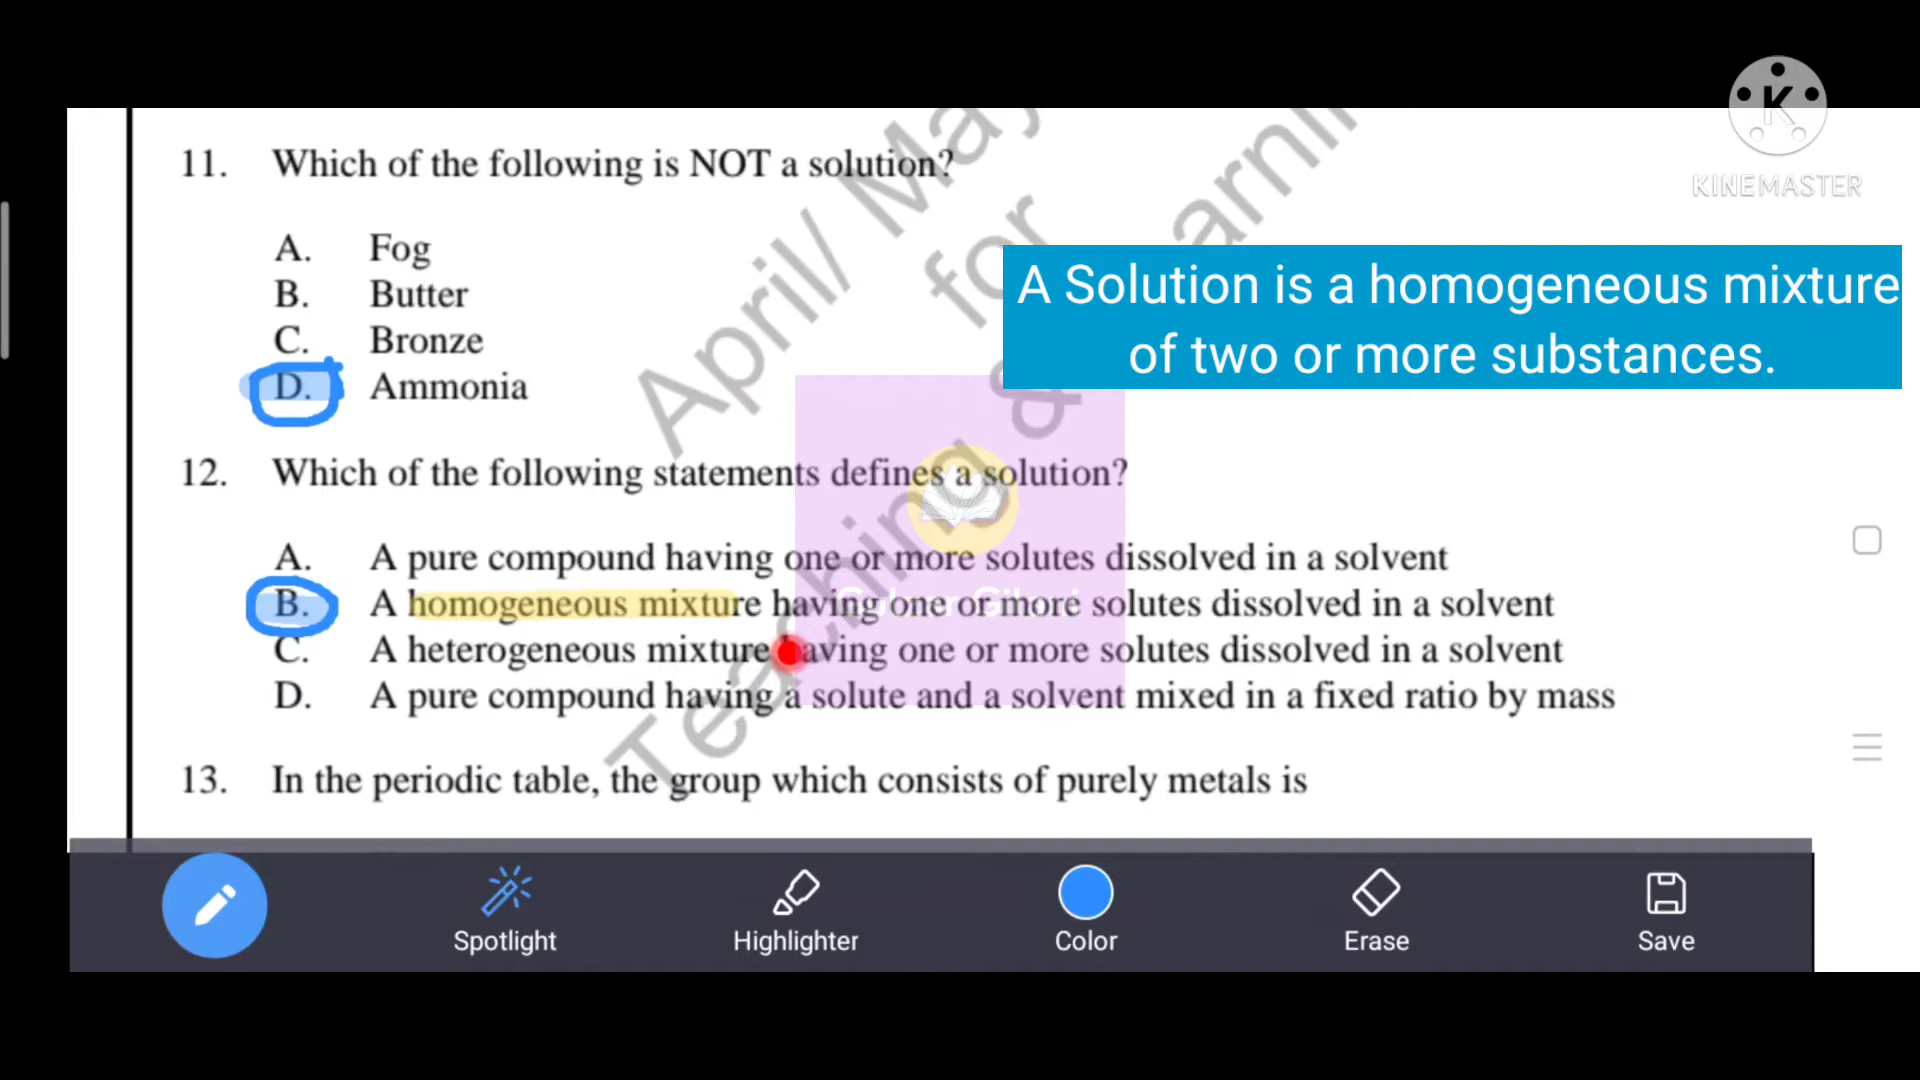 KINEMASTER
11. Which of the following is NOT a solution?
A. Fog
B. Butter
C. Bronze
D. Ammonia
A Solution is a homogeneous mixture
of two or more substances.
12. Which of the following statements defines a solution?
A. A pure compound having one or more solutes dissolved in a solvent
B. A homogeneous mixture having one or more solutes dissolved in a solvent
C. A heterogeneous mixture having one or more solutes dissolved in a solvent
D. A pure compound having a solute and a solvent mixed in a fixed ratio by mass
13. In the periodic table, the group which consists of purely metals is
April/ May
for
Teaching &
Spotlight
Highlighter
Color
Erase
Save